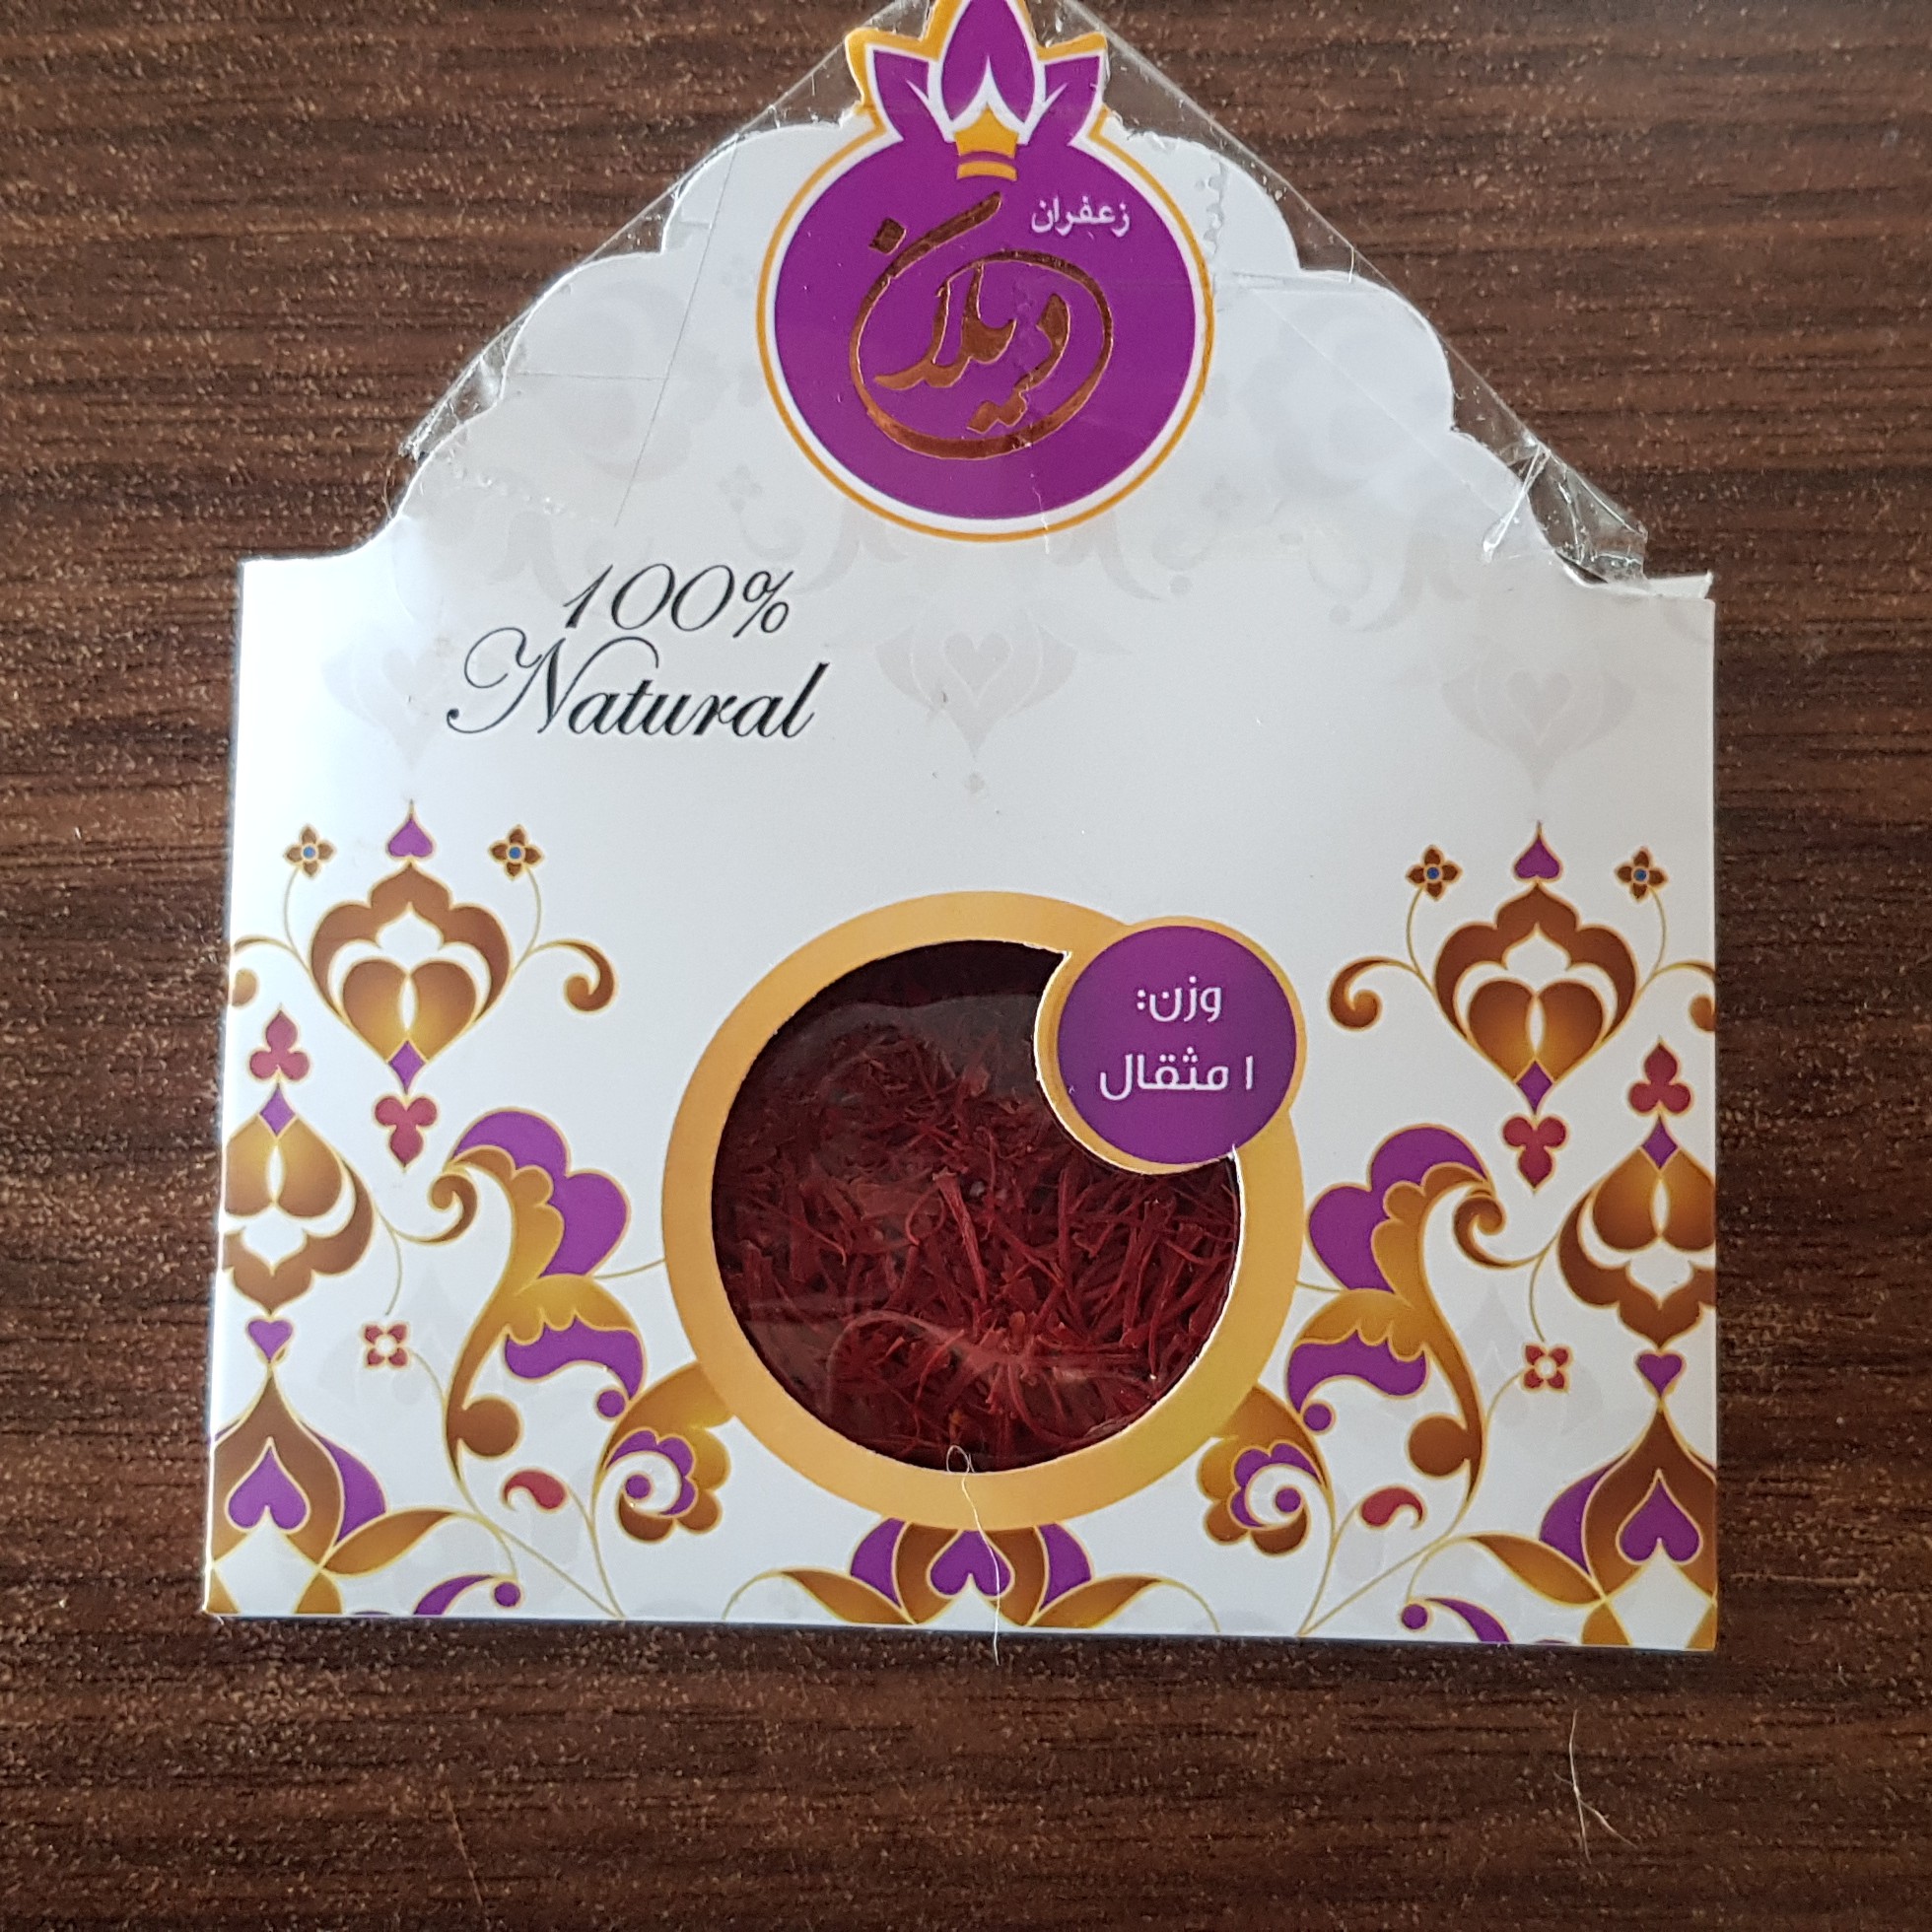 زعفران
دیلان
100%
Natural
وزن:
۱ مثقال